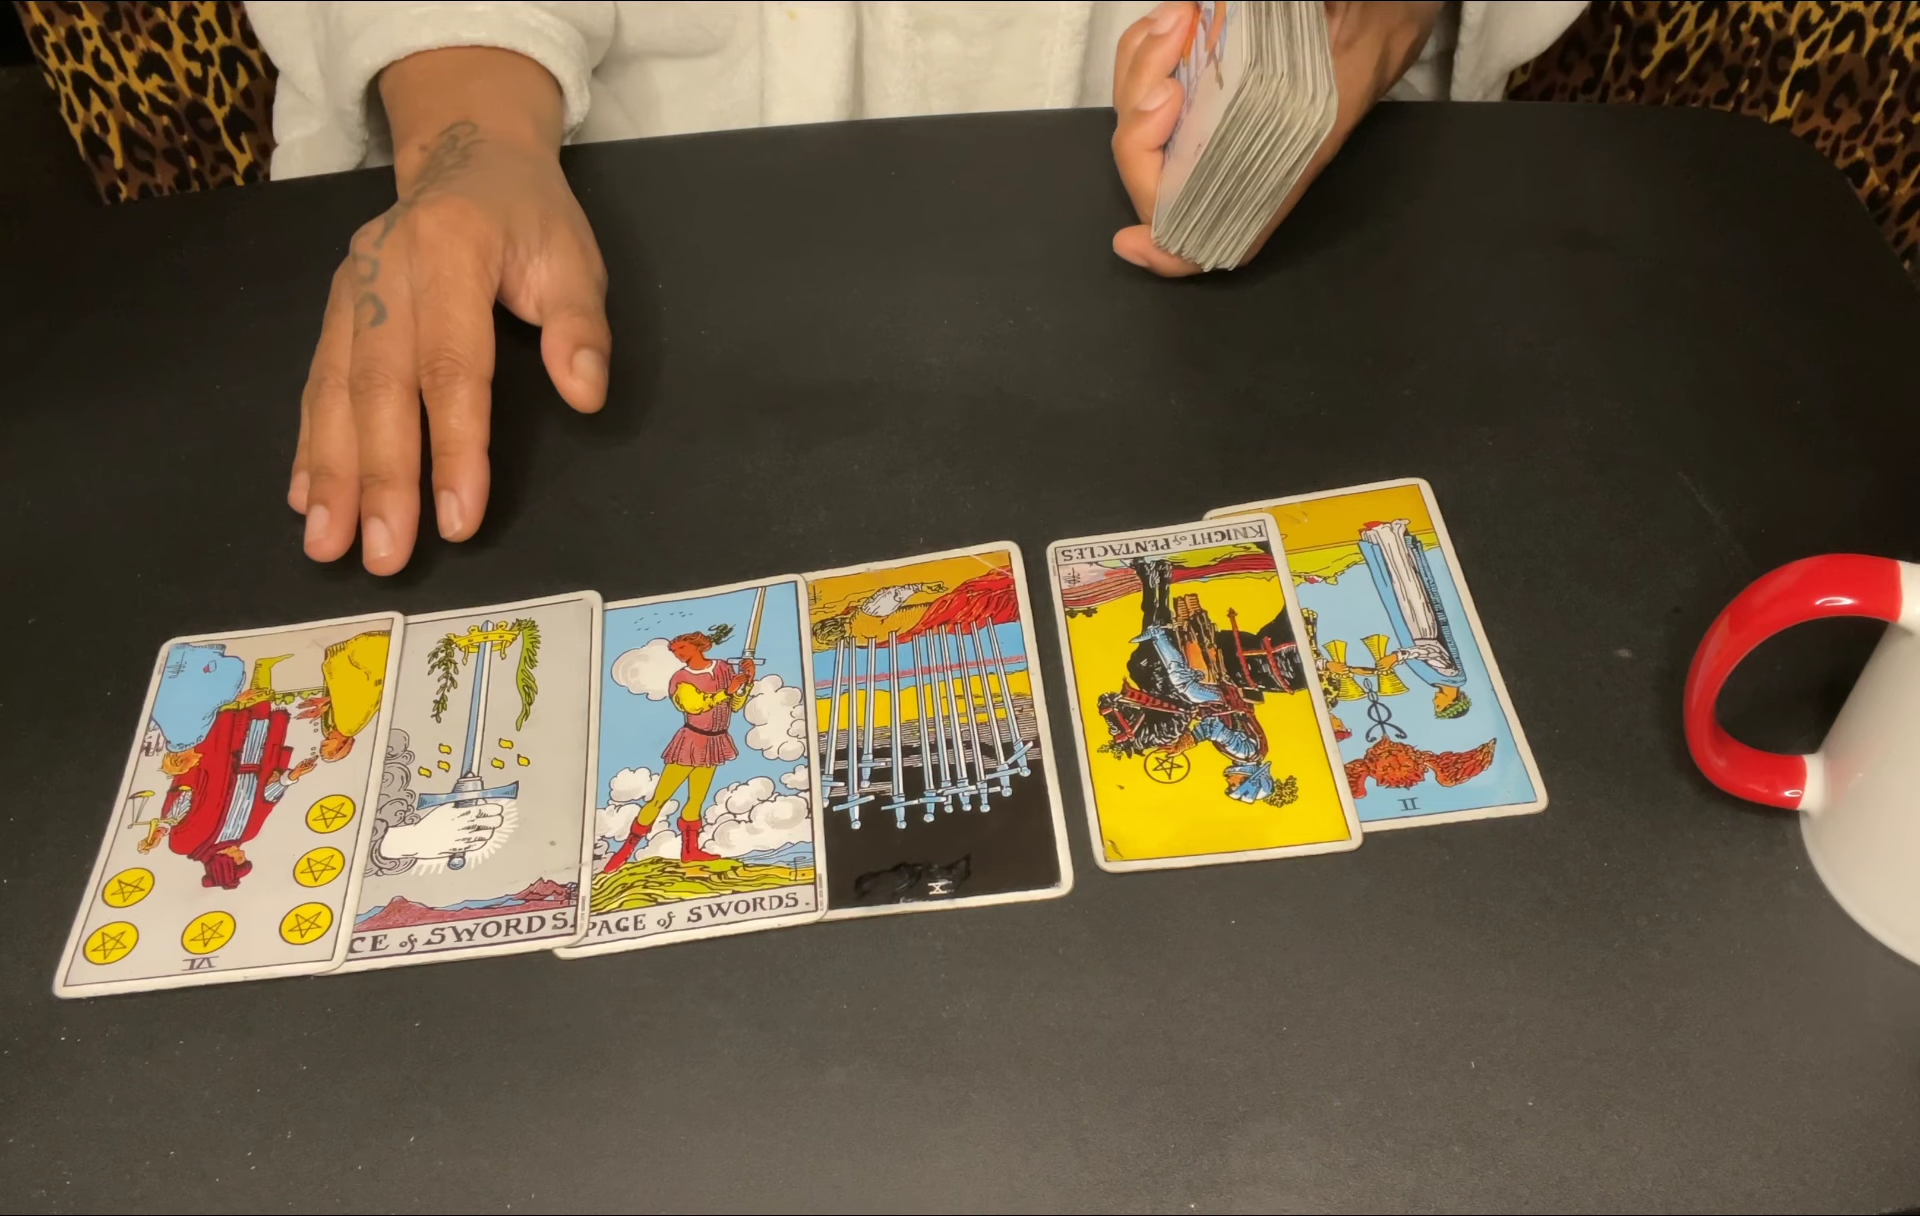 VI
CE of SWORDS.
PAGE of SWORDS.
X
KNIGHT of PENTACLES
II